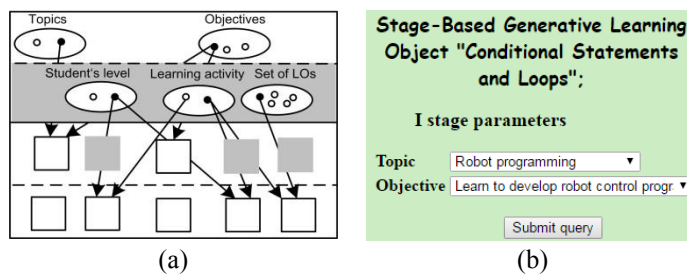 Topics
Objectives
Student's level
Learning activity
Set of LOs
(a)
Stage-Based Generative Learning
Object "Conditional Statements
and Loops";
I stage parameters
Topic Robot programming
Objective Learn to develop robot control progr
Submit query
(b)